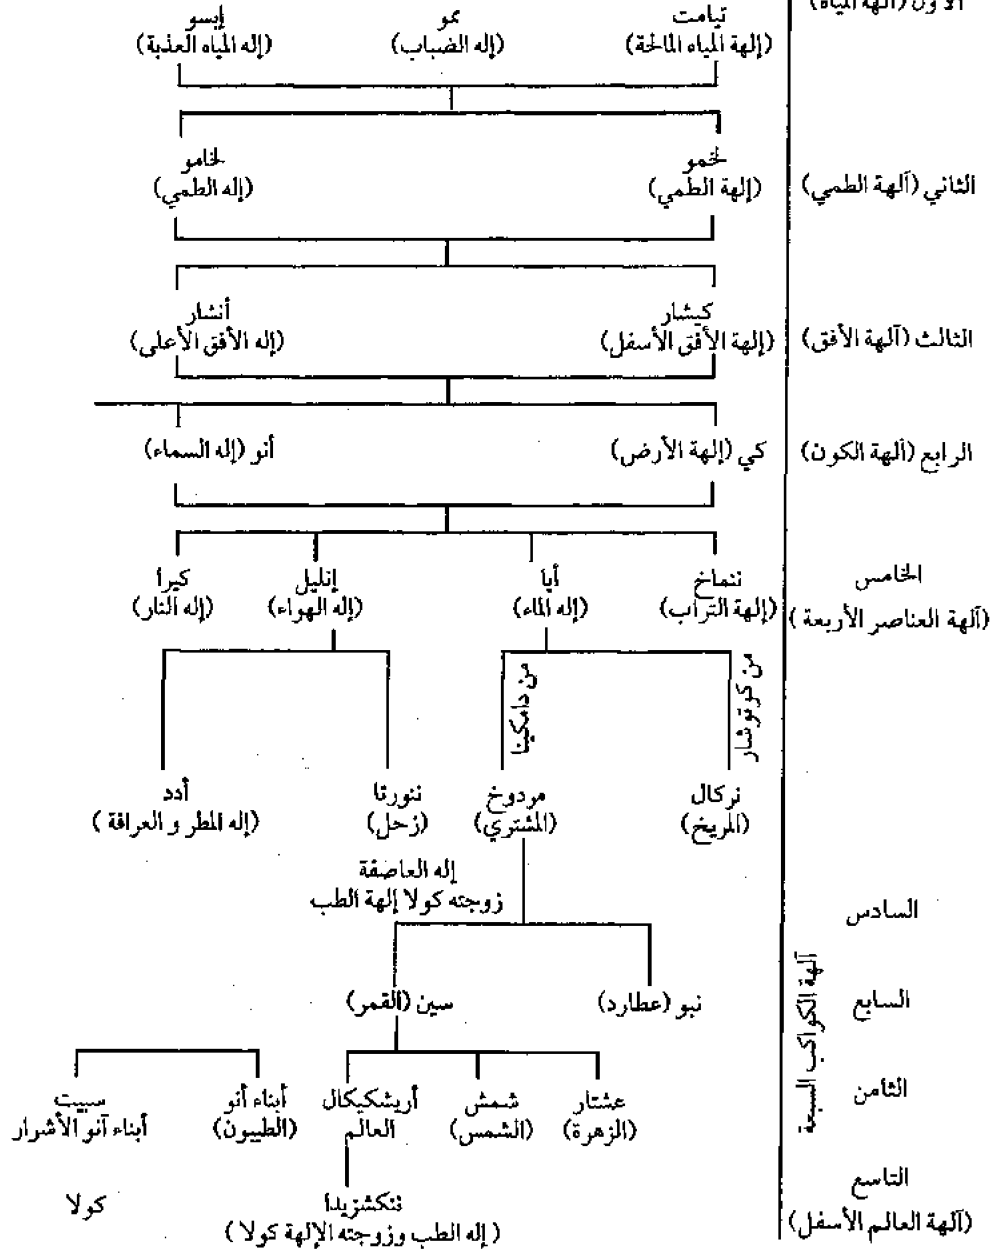 الأول (آلهة المياه)
تيامت
(إلهة المياه المالحة)
ممو
(إله الضباب)
إبسو
(إله المياه العذبة)
الثاني (آلهة الطمي)
لخمو
(إلهة الطمي)
لخامو
(إله الطمي)
الثالث (آلهة الأفق)
كيشار
(إلهة الأفق الأسفل)
أنشار
(إله الأفق الأعلى)
الرابع (آلهة الكون)
كي (إلهة الأرض)
أنو (إله السماء)
الخامس
(آلهة العناصر الأربعة)
ننماخ
(إلهة التراب)
أيا
(إله الماء)
إنليل
(إله الهواء)
كيرا
(إله النار)
من كوتوشار
من دامكينا
نركال
(المريخ)
مردوخ
(المشتري)
ننورتا
(زحل)
أدد
(إله المطر و العرافة)
إله العاصفة
زوجته كولا إلهة الطب
السادس
آلهة الكواكب السبعة
السابع
نبو (عطارد)
سين (القمر)
الثامن
عشتار
(الزهرة)
شمش
(الشمس)
أريشكيكال
العالم
أبناء أنو
(الطيبون)
سبيت
أبناء آنو الأشرار
التاسع
(آلهة العالم الأسفل)
ننكشزيدا
(إله الطب وزوجته الإلهة كولا)
كولا